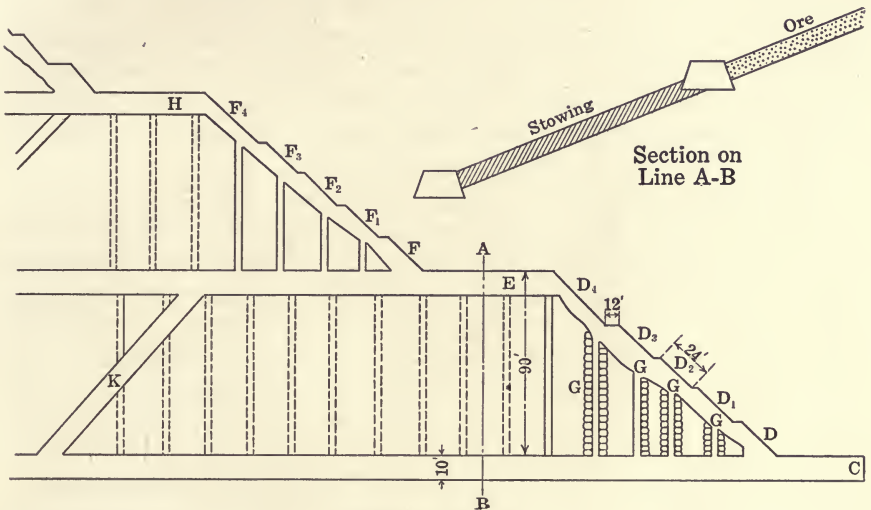 Ore
Stowing
Section on
Line A-B
H
F₄
F₃
F₂
F₁
F
A
E
D₄
12'
D₃
24'
D₂
D₁
D
90'
G
G
G
G
K
10'
C
B